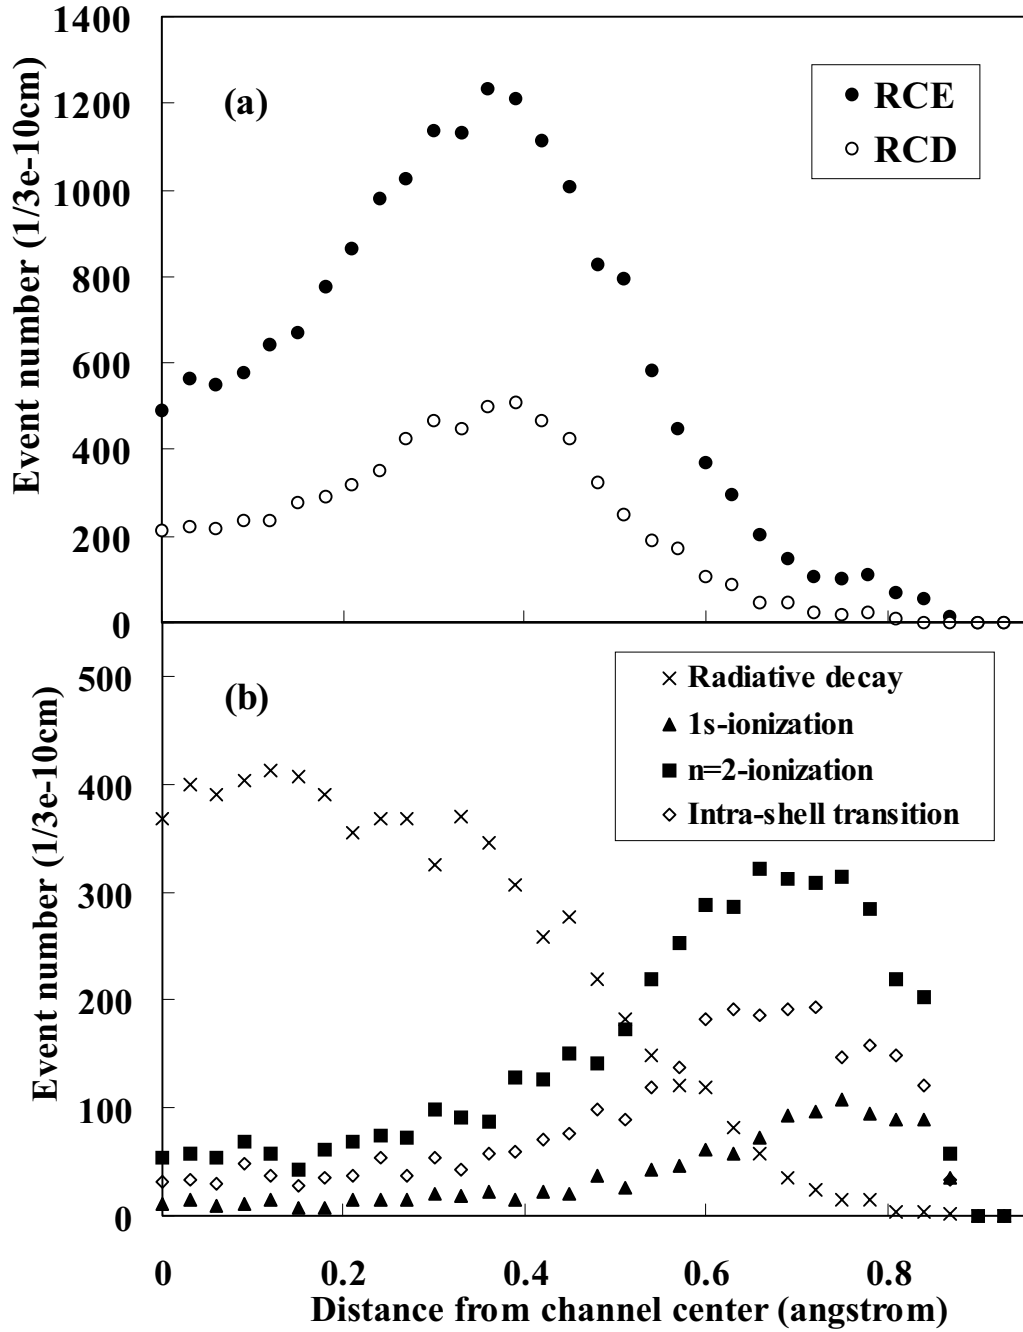 1400
1200
1000
800
600
400
200
0
Event number (1/3e-10cm)
(a)
RCE
RCD
500
400
300
200
100
0
Event number (1/3e-10cm)
(b)
Radiative decay
1s-ionization
n=2-ionization
Intra-shell transition
0 0.2 0.4 0.6 0.8
Distance from channel center (angstrom)